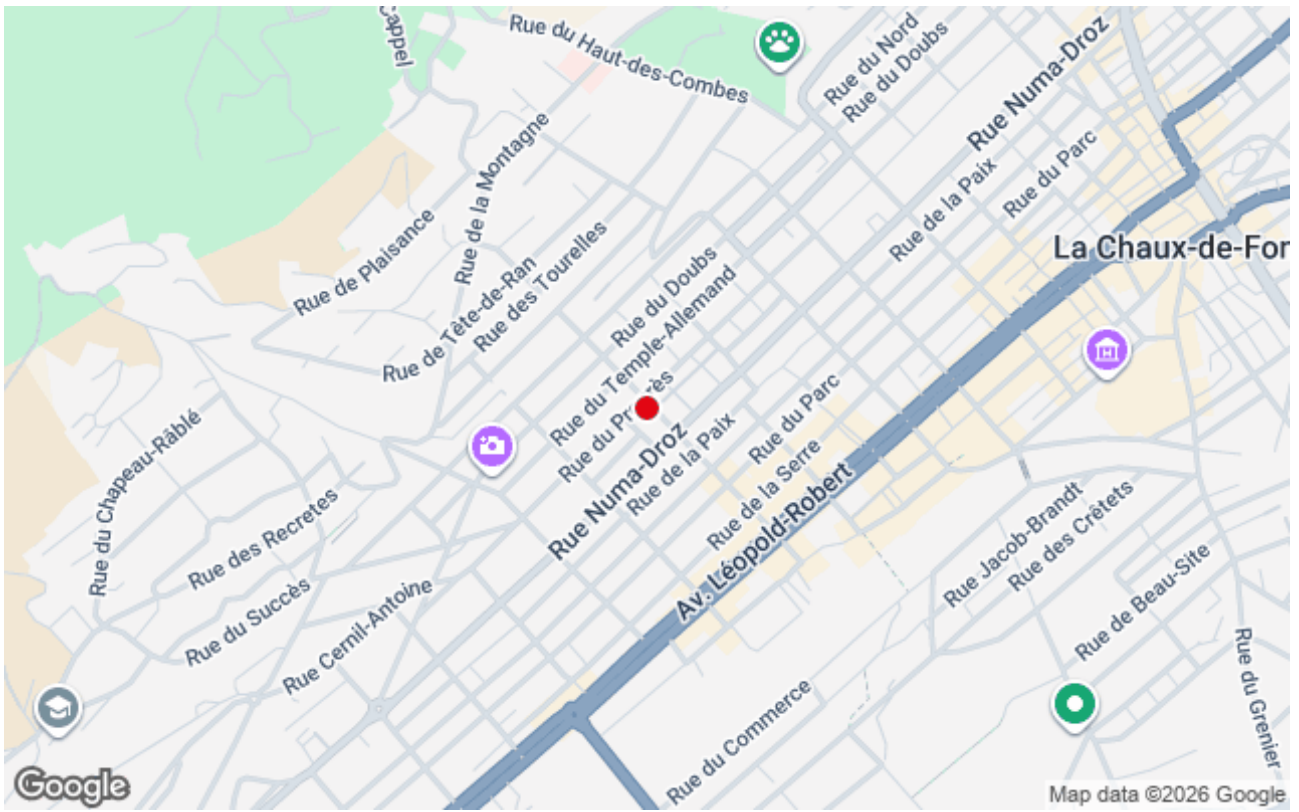 Cappel
Rue du Haut-des-Combes
Rue du Nord
Rue du Doubs
Rue Numa-Droz
Rue du Parc
Rue de la Paix
Rue de la Montagne
Rue de Plaisance
Rue des Tourelles
Rue de Tête-de-Ran
La Chaux-de-Fon
Rue du Doubs
Rue du Temple-Allemand
Rue du Pr rès
Rue Numa-Droz
Rue de la Paix
Rue du Parc
Rue de la Serre
Av. Léopold-Robert
Rue du Chapeau-Râblé
Rue des Recretes
Rue du Succès
Rue Cernil-Antoine
Rue Jacob-Brandt
Rue des Crêtets
Rue de Beau-Site
Rue du Grenier
Rue du Commerce
Google
Map data ©2026 Google